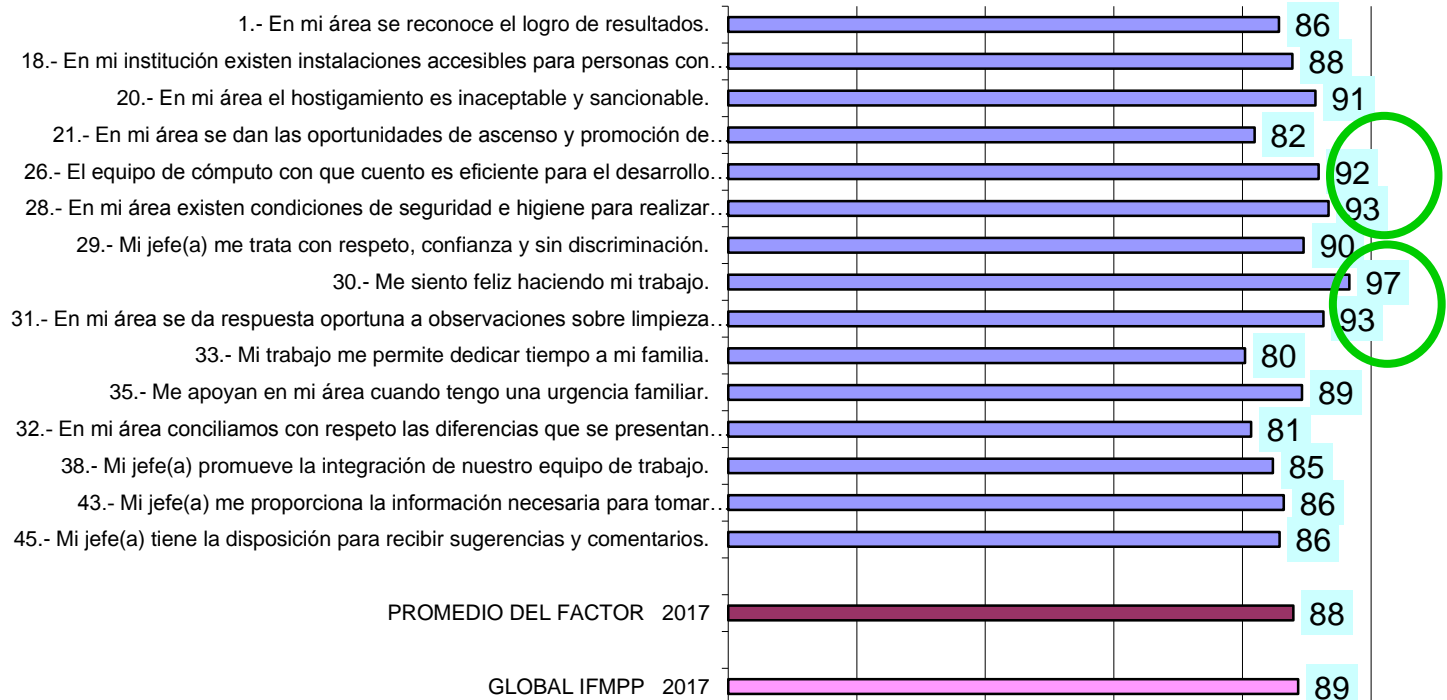 1.- En mi área se reconoce el logro de resultados. 86
18.- En mi institución existen instalaciones accesibles para personas con… 88
20.- En mi área el hostigamiento es inaceptable y sancionable. 91
21.- En mi área se dan las oportunidades de ascenso y promoción de… 82
26.- El equipo de cómputo con que cuento es eficiente para el desarrollo… 92
28.- En mi área existen condiciones de seguridad e higiene para realizar… 93
29.- Mi jefe(a) me trata con respeto, confianza y sin discriminación. 90
30.- Me siento feliz haciendo mi trabajo. 97
31.- En mi área se da respuesta oportuna a observaciones sobre limpieza… 93
33.- Mi trabajo me permite dedicar tiempo a mi familia. 80
35.- Me apoyan en mi área cuando tengo una urgencia familiar. 89
32.- En mi área conciliamos con respeto las diferencias que se presentan… 81
38.- Mi jefe(a) promueve la integración de nuestro equipo de trabajo. 85
43.- Mi jefe(a) me proporciona la información necesaria para tomar… 86
45.- Mi jefe(a) tiene la disposición para recibir sugerencias y comentarios. 86
PROMEDIO DEL FACTOR 2017 88
GLOBAL IFMPP 2017 89